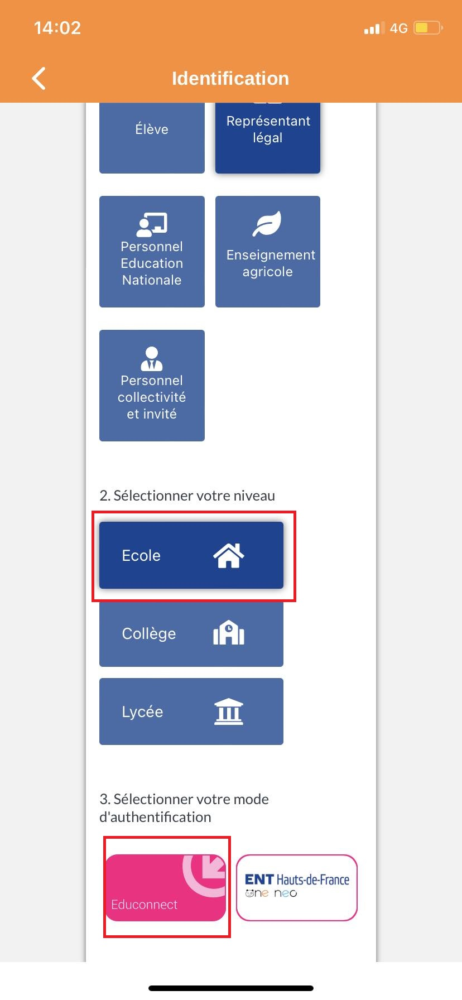 14:02
4G
Identification
Élève
Représentant
légal
Personnel
Education
Nationale
Enseignement
agricole
Personnel
collectivité
et invité
2. Sélectionner votre niveau
Ecole
Collège
Lycée
3. Sélectionner votre mode
d'authentification
Educonnect
ENT Hauts-de-France
one neo